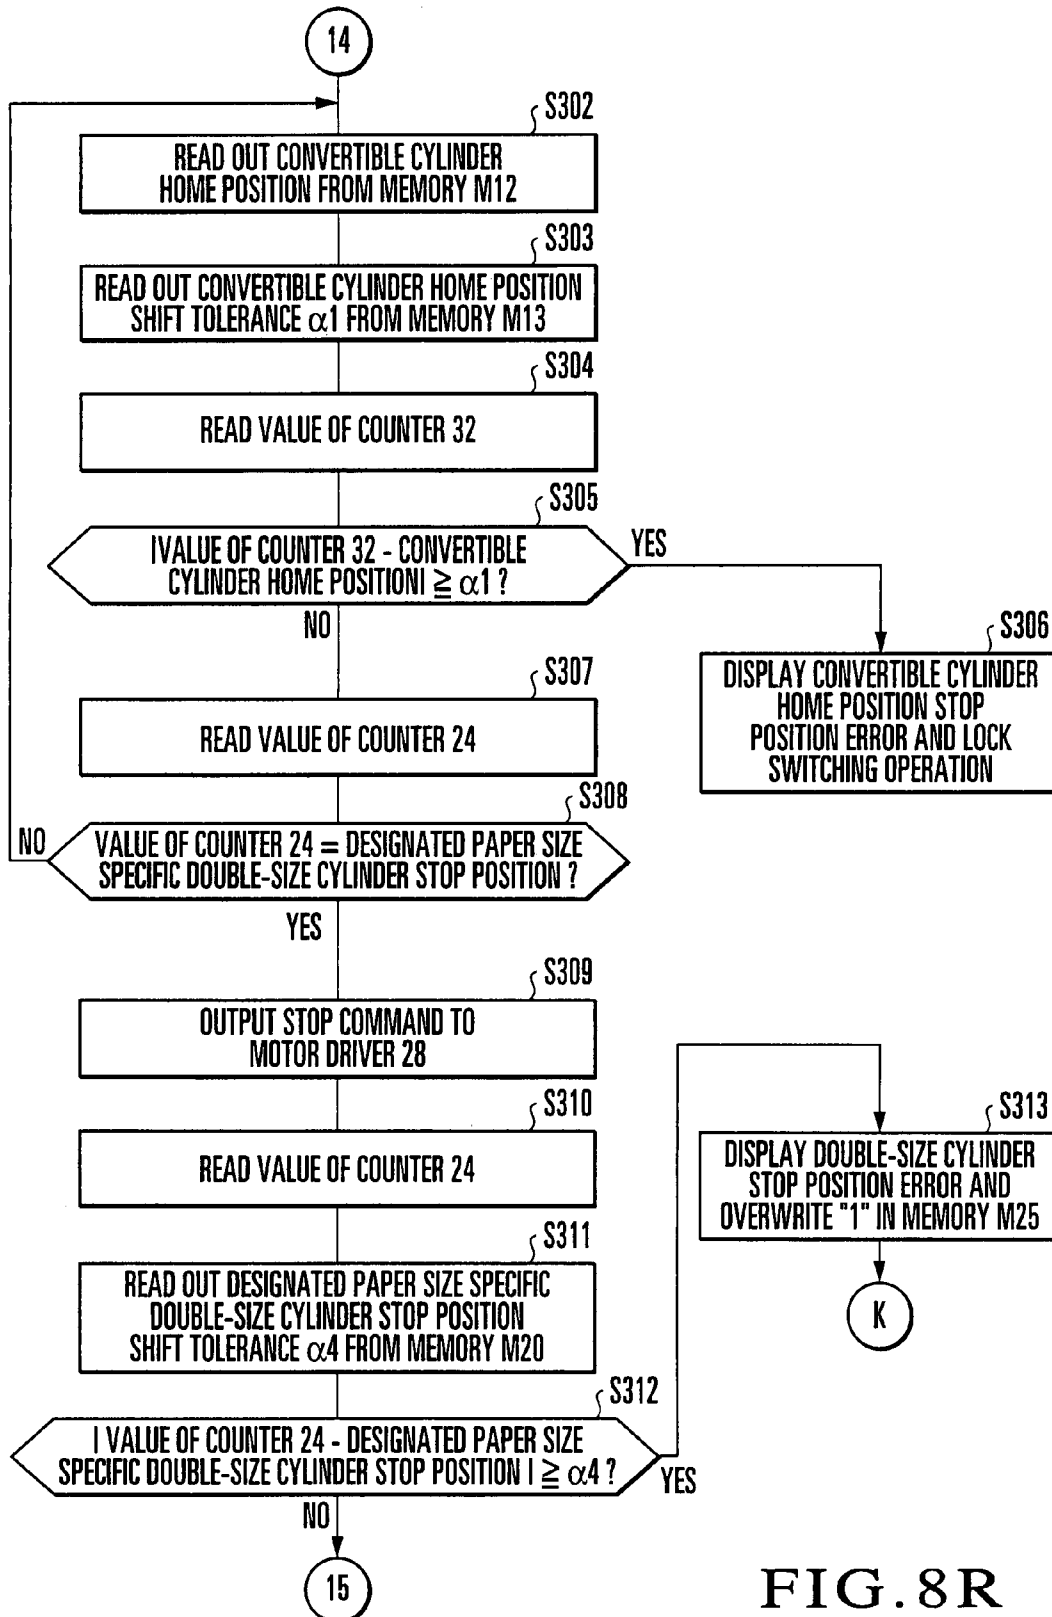 14
S302
READ OUT CONVERTIBLE CYLINDER
HOME POSITION FROM MEMORY M12
S303
READ OUT CONVERTIBLE CYLINDER HOME POSITION
SHIFT TOLERANCE α1 FROM MEMORY M13
S304
READ VALUE OF COUNTER 32
S305
|VALUE OF COUNTER 32 - CONVERTIBLE
CYLINDER HOME POSITION| ≧ α1 ?
YES
NO
S306
DISPLAY CONVERTIBLE CYLINDER
HOME POSITION STOP
POSITION ERROR AND LOCK
SWITCHING OPERATION
S307
READ VALUE OF COUNTER 24
S308
VALUE OF COUNTER 24 = DESIGNATED PAPER SIZE
SPECIFIC DOUBLE-SIZE CYLINDER STOP POSITION ?
NO
YES
S309
OUTPUT STOP COMMAND TO
MOTOR DRIVER 28
S310
READ VALUE OF COUNTER 24
S311
READ OUT DESIGNATED PAPER SIZE SPECIFIC
DOUBLE-SIZE CYLINDER STOP POSITION
SHIFT TOLERANCE α4 FROM MEMORY M20
S312
| VALUE OF COUNTER 24 - DESIGNATED PAPER SIZE
SPECIFIC DOUBLE-SIZE CYLINDER STOP POSITION | ≧ α4 ?
YES
NO
S313
DISPLAY DOUBLE-SIZE CYLINDER
STOP POSITION ERROR AND
OVERWRITE "1" IN MEMORY M25
K
15
FIG.8R